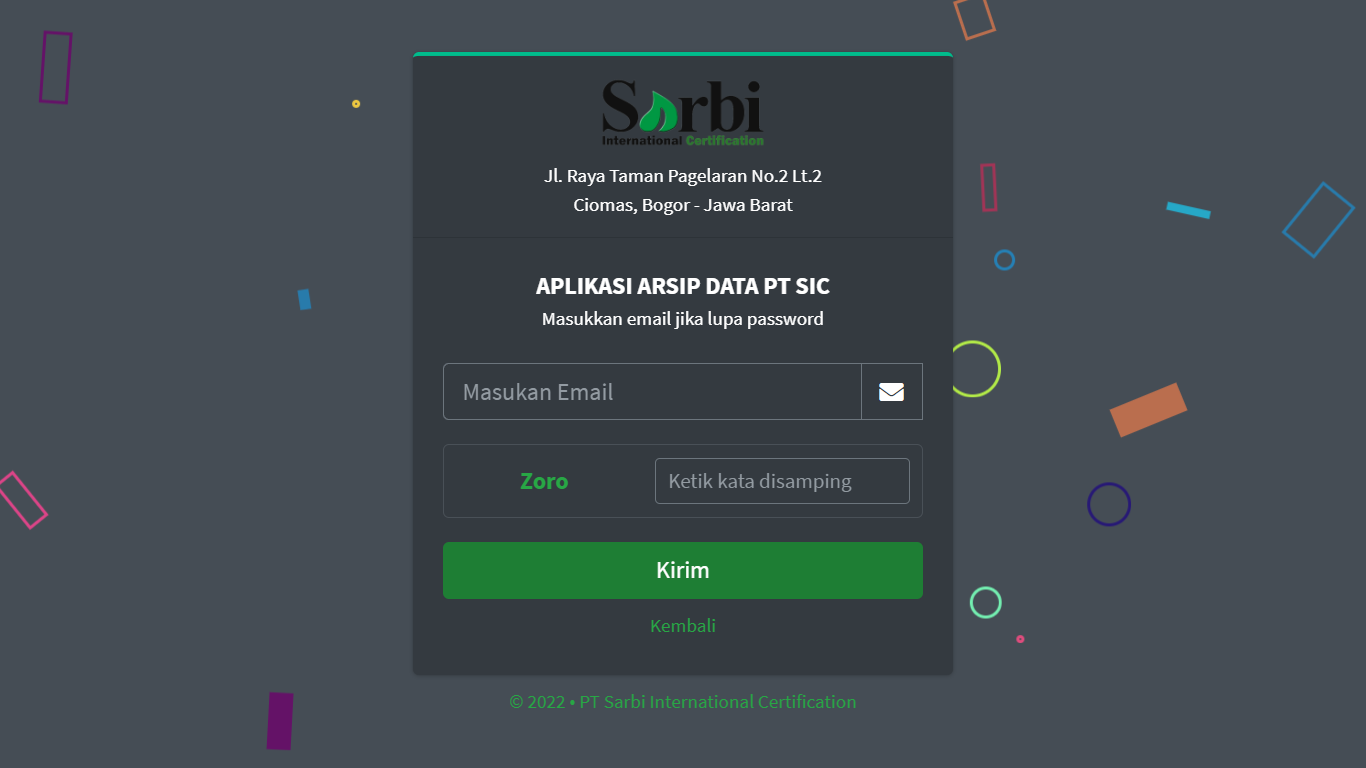 Sarbi
International Certification
Jl. Raya Taman Pagelaran No.2 Lt.2
Ciomas, Bogor - Jawa Barat
APLIKASI ARSIP DATA PT SIC
Masukkan email jika lupa password
Masukan Email
Zoro
Ketik kata disamping
Kirim
Kembali
© 2022 • PT Sarbi International Certification